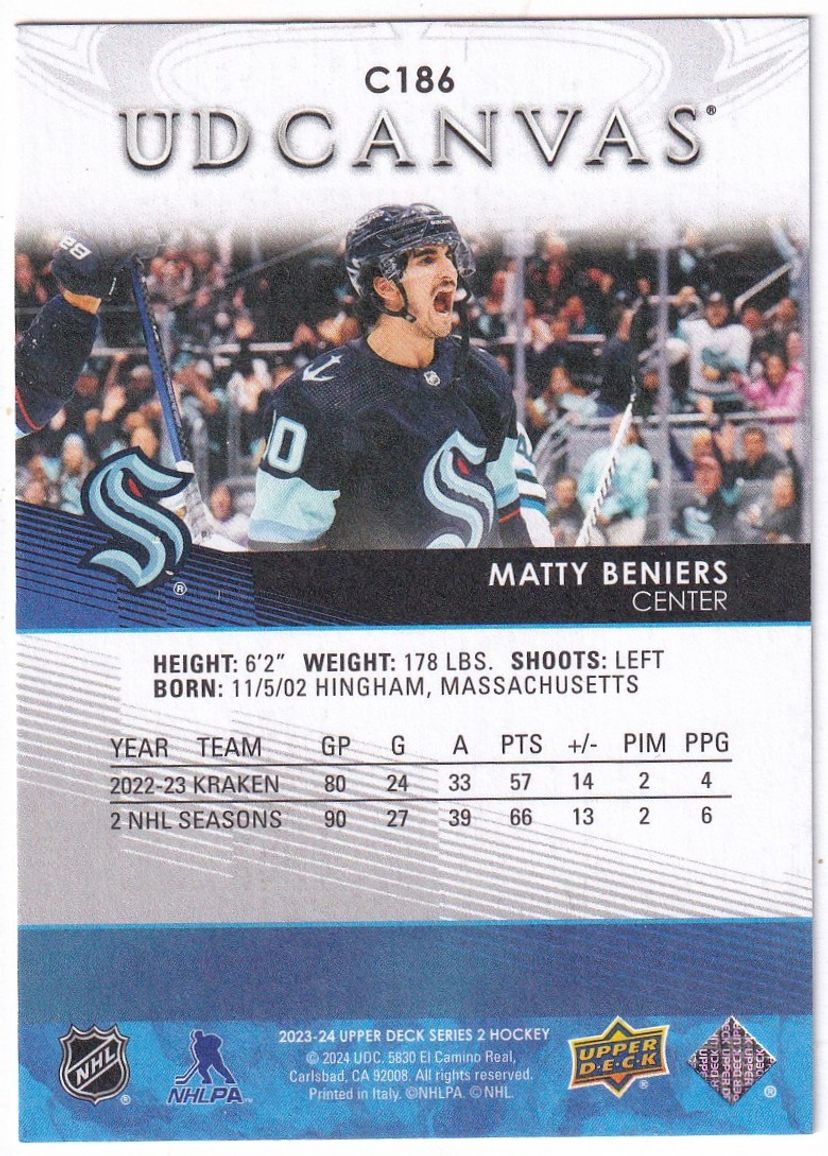 C186
UD CANVAS®
28
10
MATTY BENIERS
CENTER
®
HEIGHT: 6'2" WEIGHT: 178 LBS. SHOOTS: LEFT
BORN: 11/5/02 HINGHAM, MASSACHUSETTS
YEAR TEAM GP G A PTS +/- PIM PPG
2022-23 KRAKEN 80 24 33 57 14 2 4
2 NHL SEASONS 90 27 39 66 13 2 6
2023-24 UPPER DECK SERIES 2 HOCKEY
© 2024 UDC. 5830 El Camino Real,
Carlsbad, CA 92008. All rights reserved.
Printed in Italy. ©NHLPA. © NHL.
NHL®
NHLPA
UPPER
D·E·C·K®
UPPER DECK
®